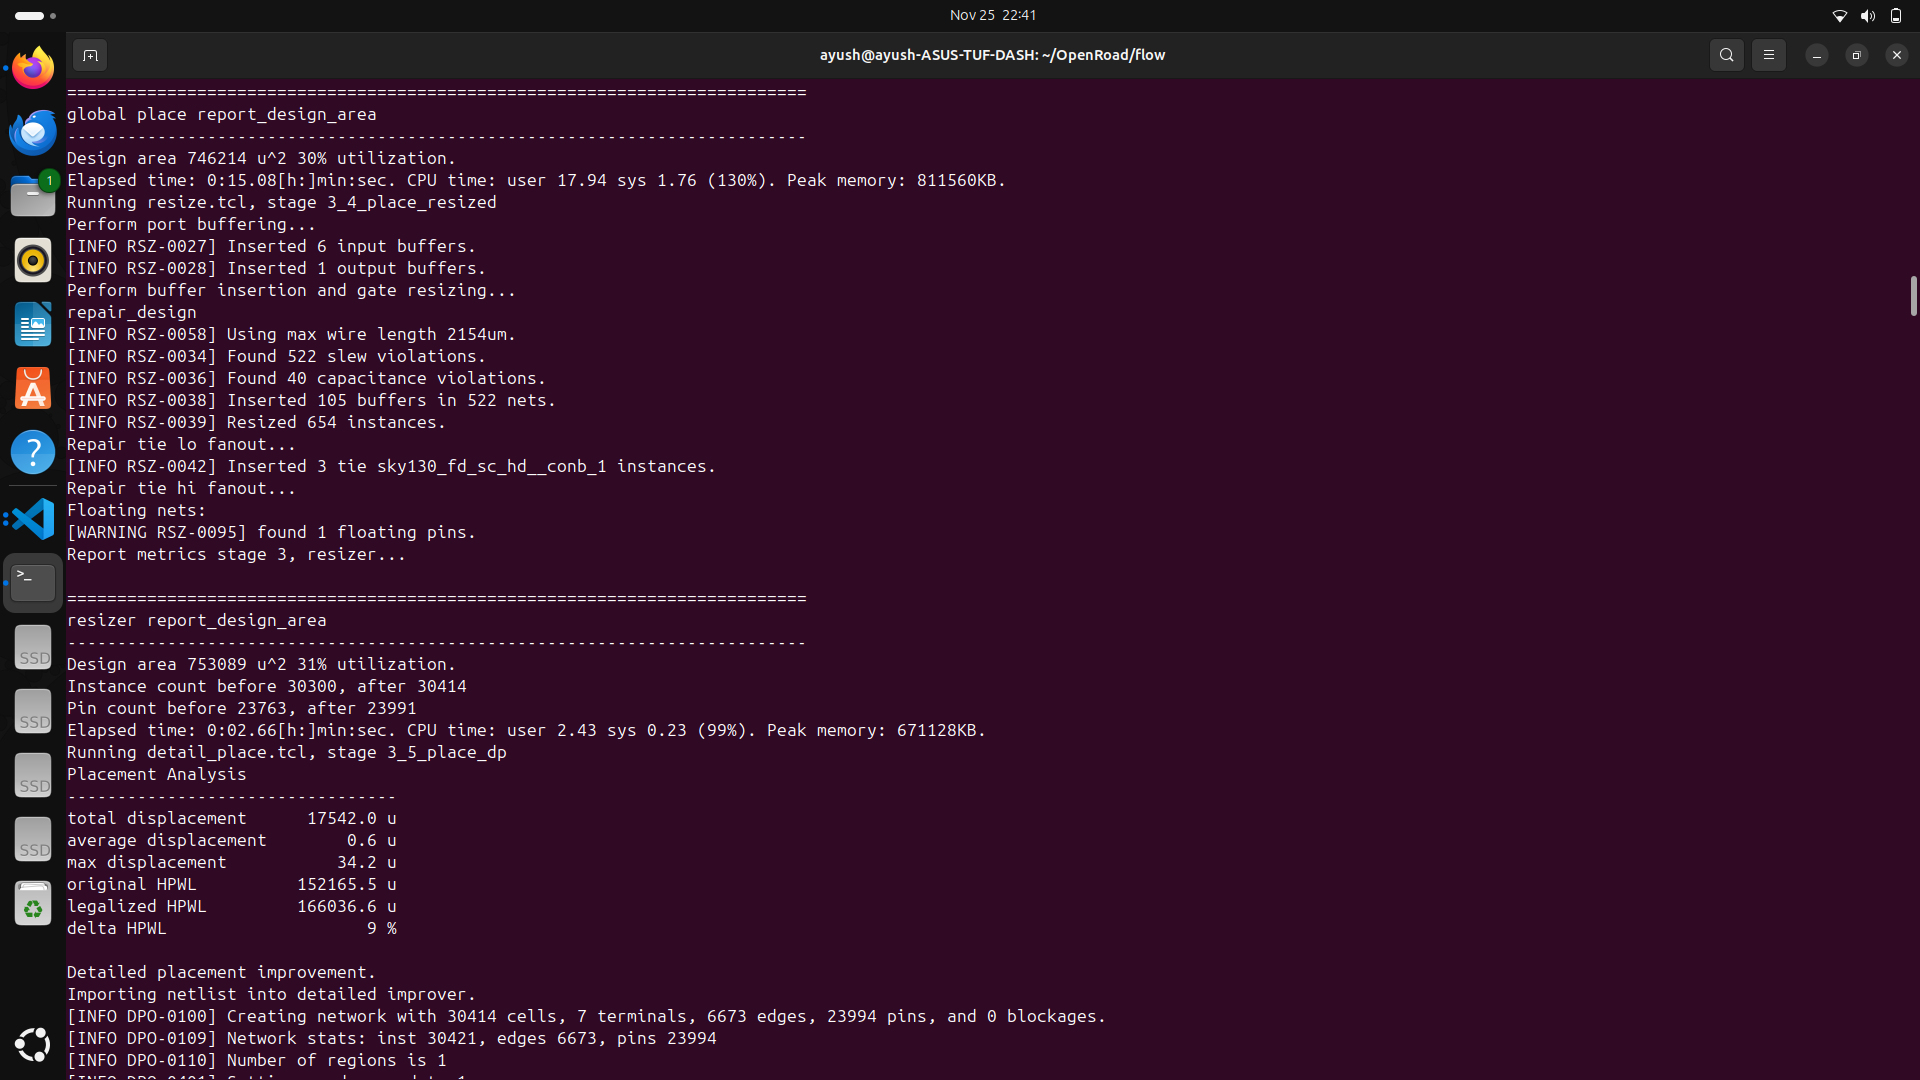 Nov 25 22:41
ayush@ayush-ASUS-TUF-DASH: ~/OpenRoad/flow
==========================================================================
global place report_design_area
--------------------------------------------------------------------------
Design area 746214 u^2 30% utilization.
Elapsed time: 0:15.08[h:]min:sec. CPU time: user 17.94 sys 1.76 (130%). Peak memory: 811560KB.
Running resize.tcl, stage 3_4_place_resized
Perform port buffering...
[INFO RSZ-0027] Inserted 6 input buffers.
[INFO RSZ-0028] Inserted 1 output buffers.
Perform buffer insertion and gate resizing...
repair_design
[INFO RSZ-0058] Using max wire length 2154um.
[INFO RSZ-0034] Found 522 slew violations.
[INFO RSZ-0036] Found 40 capacitance violations.
[INFO RSZ-0038] Inserted 105 buffers in 522 nets.
[INFO RSZ-0039] Resized 654 instances.
Repair tie lo fanout...
[INFO RSZ-0042] Inserted 3 tie sky130_fd_sc_hd__conb_1 instances.
Repair tie hi fanout...
Floating nets:
[WARNING RSZ-0095] found 1 floating pins.
Report metrics stage 3, resizer...
==========================================================================
resizer report_design_area
--------------------------------------------------------------------------
Design area 753089 u^2 31% utilization.
Instance count before 30300, after 30414
Pin count before 23763, after 23991
Elapsed time: 0:02.66[h:]min:sec. CPU time: user 2.43 sys 0.23 (99%). Peak memory: 671128KB.
Running detail_place.tcl, stage 3_5_place_dp
Placement Analysis
---------------------------------
total displacement      17542.0 u
average displacement        0.6 u
max displacement           34.2 u
original HPWL          152165.5 u
legalized HPWL         166036.6 u
delta HPWL                    9 %
Detailed placement improvement.
Importing netlist into detailed improver.
[INFO DPO-0100] Creating network with 30414 cells, 7 terminals, 6673 edges, 23994 pins, and 0 blockages.
[INFO DPO-0109] Network stats: inst 30421, edges 6673, pins 23994
[INFO DPO-0110] Number of regions is 1
1
SSD
SSD
SSD
SSD